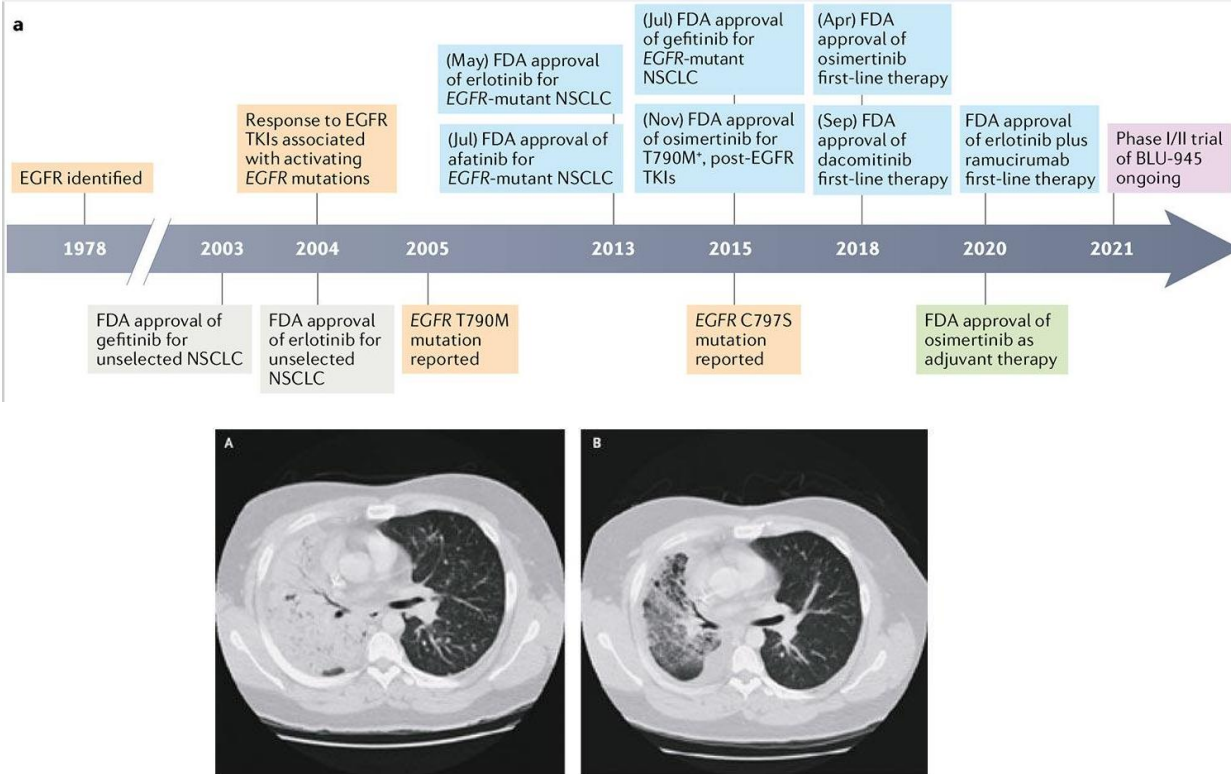 a
(Jul) FDA approval
of gefitinib for
EGFR-mutant
NSCLC
(Apr) FDA
approval of
osimertinib
first-line therapy
(May) FDA approval
of erlotinib for
EGFR-mutant NSCLC
Response to EGFR
TKIs associated
with activating
EGFR mutations
(Jul) FDA approval of
afatinib for
EGFR-mutant NSCLC
(Nov) FDA approval
of osimertinib for
T790M⁺, post-EGFR
TKIs
(Sep) FDA
approval of
dacomitinib
first-line therapy
FDA approval
of erlotinib plus
ramucirumab
first-line therapy
Phase I/II trial
of BLU-945
ongoing
EGFR identified
1978
2003
2004
2005
2013
2015
2018
2020
2021
FDA approval of
gefitinib for
unselected NSCLC
FDA approval
of erlotinib for
unselected
NSCLC
EGFR T790M
mutation
reported
EGFR C797S
mutation
reported
FDA approval of
osimertinib as
adjuvant therapy
A
B